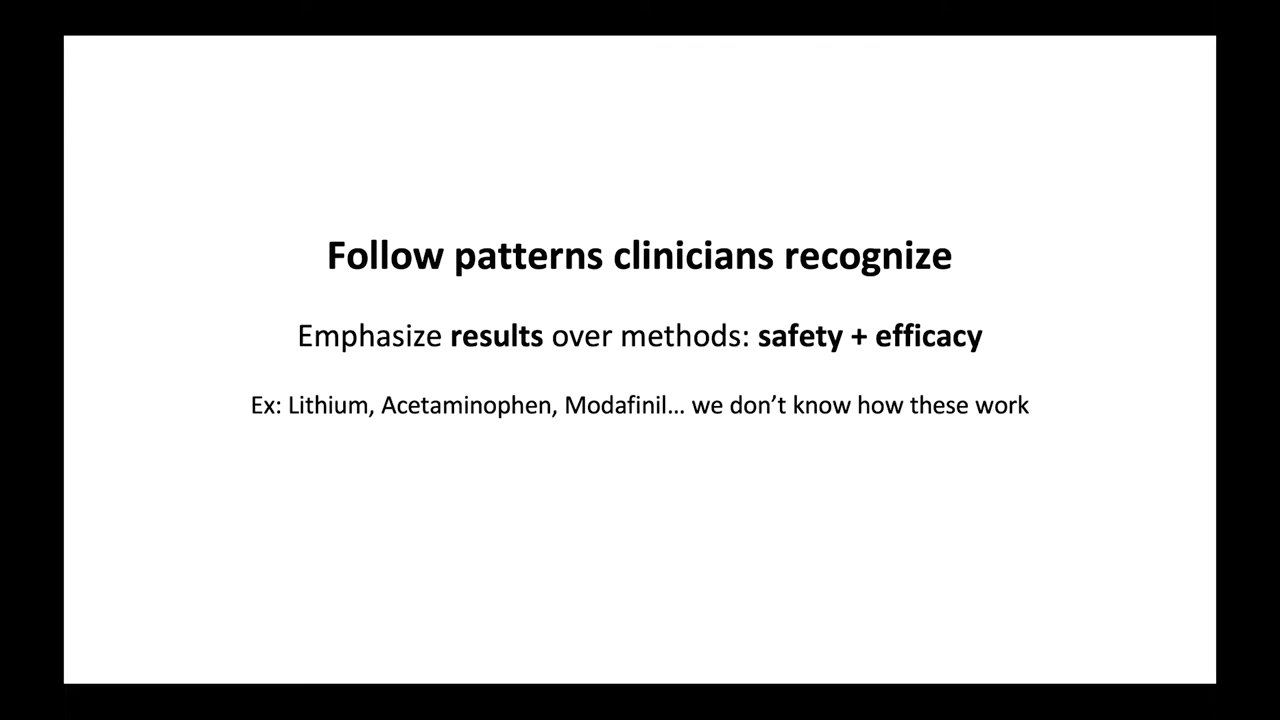 Follow patterns clinicians recognize
Emphasize results over methods: safety + efficacy
Ex: Lithium, Acetaminophen, Modafinil... we don’t know how these work